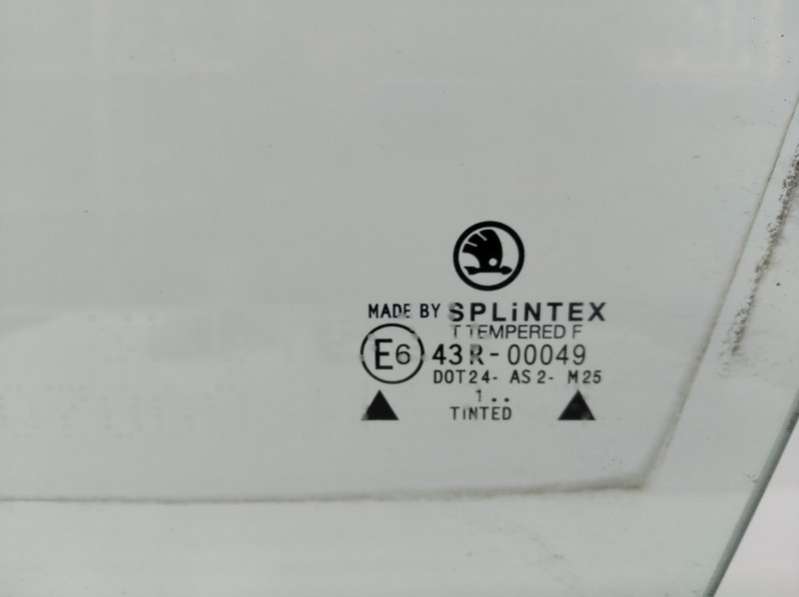 MADE BY SPLiNTEX
T TEMPERED F
E6 43R-00049
DOT24- AS2- M25
1..
TiNTED